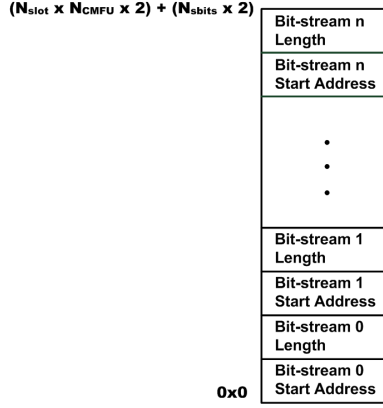 (Nslot x NCMFU x 2) + (Nsbits x 2)
Bit-stream n
Length
Bit-stream n
Start Address
Bit-stream 1
Length
Bit-stream 1
Start Address
Bit-stream 0
Length
Bit-stream 0
Start Address
0x0